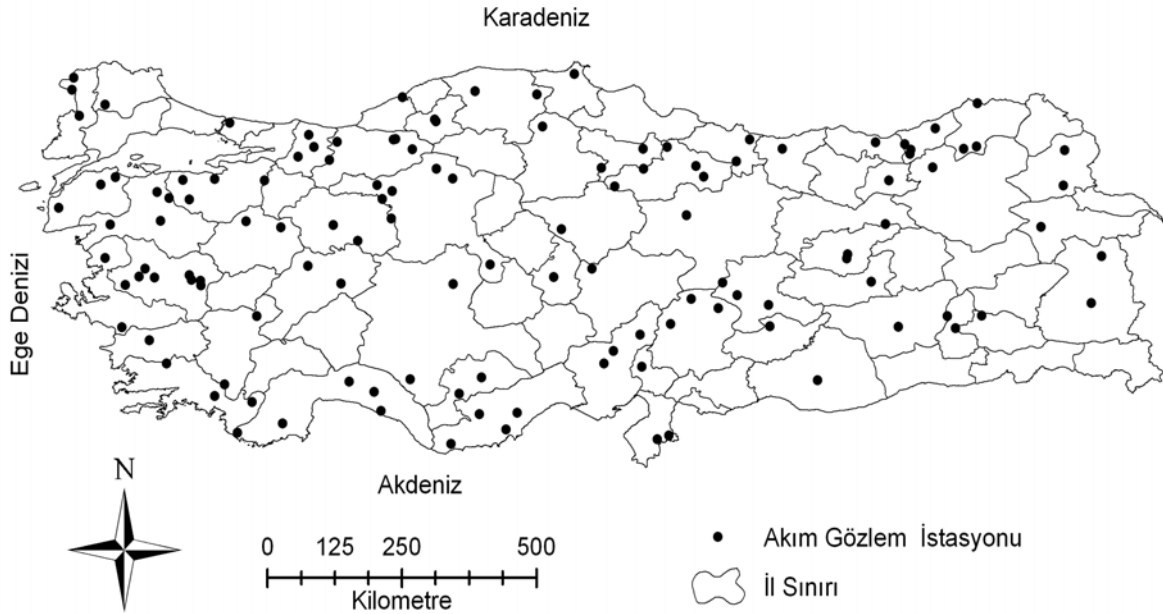 Karadeniz
Ege Denizi
Akdeniz
N
0 125 250 500
Kilometre
Akım Gözlem İstasyonu
İl Sınırı